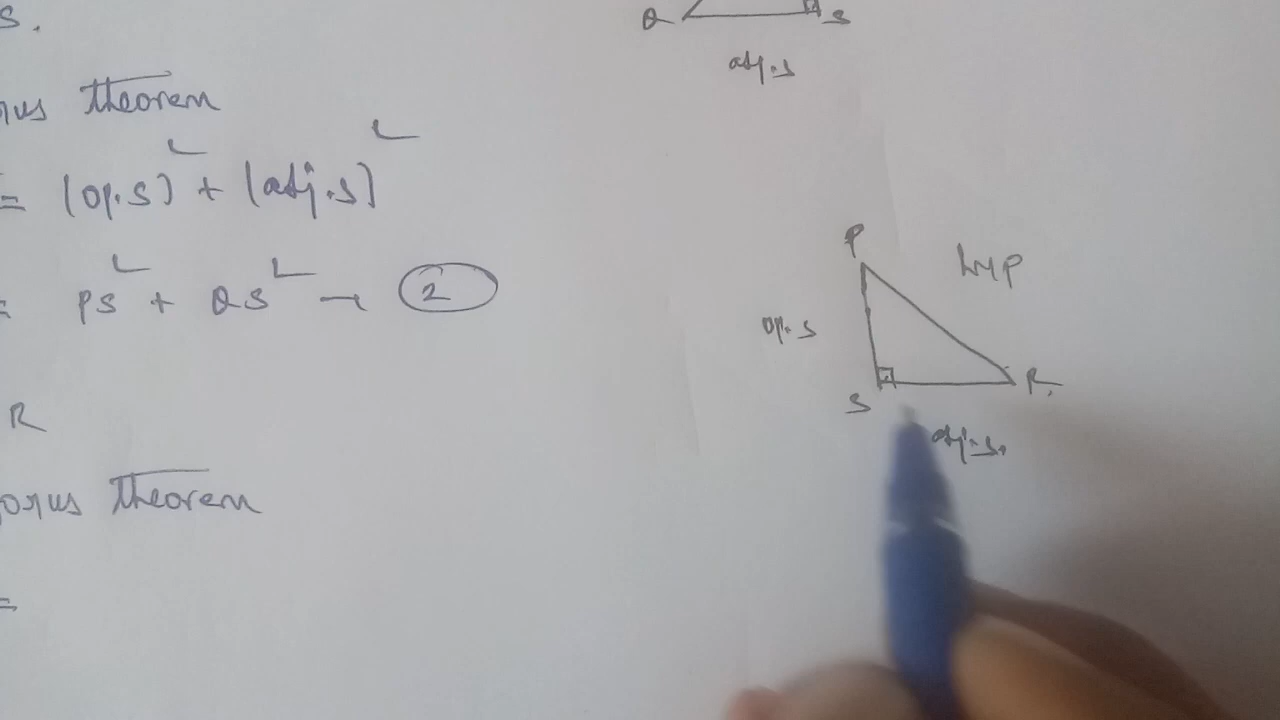 Q S
s.
adj.s
theorem
= (op.s)² + (adj.s)²
= PS² + QS² → 2
P hyp
op.s
S R
adj.s.
R
theorem
=